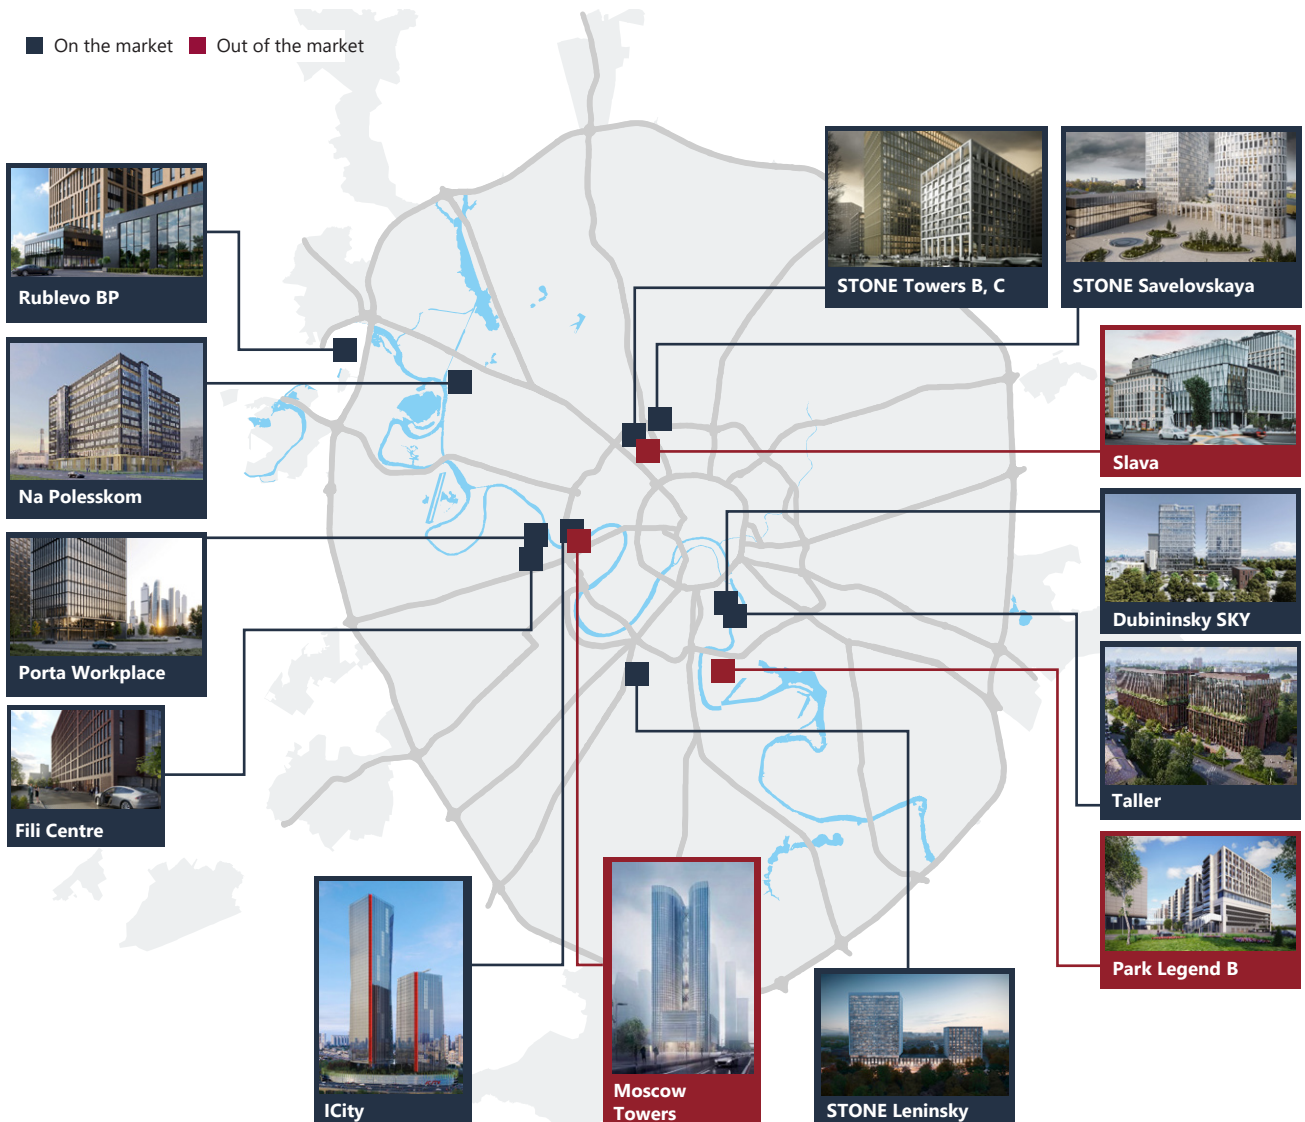 On the market
Out of the market
Rublevo BP
Na Polesskom
Porta Workplace
Fili Centre
ICity
Moscow
Towers
STONE Leninsky
STONE Towers B, C
STONE Savelovskaya
Slava
Dubininsky SKY
Taller
Park Legend B